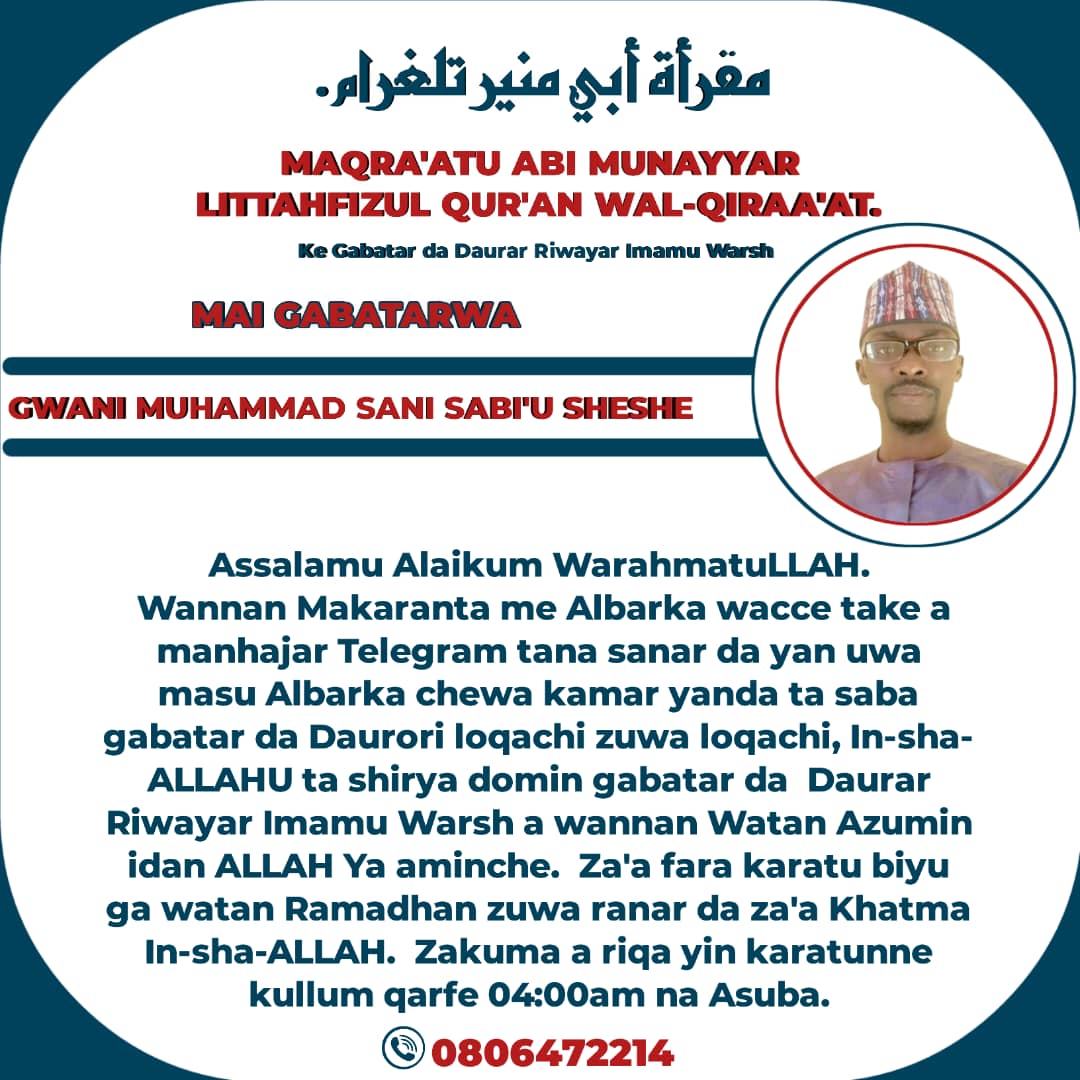 مقرأة أبي منير تلغرام.
MAQRA'ATU ABI MUNAYYAR
LITTAHFIZUL QUR'AN WAL-QIRAA'AT.
Ke Gabatar da Daurar Riwayar Imamu Warsh
MAI GABATARWA
GWANI MUHAMMAD SANI SABI'U SHESHE
Assalamu Alaikum WarahmatuLLAH.
Wannan Makaranta me Albarka wacce take a
manhajar Telegram tana sanar da yan uwa
masu Albarka chewa kamar yanda ta saba
gabatar da Daurori loqachi zuwa loqachi, In-sha-
ALLAHU ta shirya domin gabatar da Daurar
Riwayar Imamu Warsh a wannan Watan Azumin
idan ALLAH Ya aminche. Za'a fara karatu biyu
ga watan Ramadhan zuwa ranar da za'a Khatma
In-sha-ALLAH. Zakuma a riqa yin karatunne
kullum qarfe 04:00am na Asuba.
0806472214